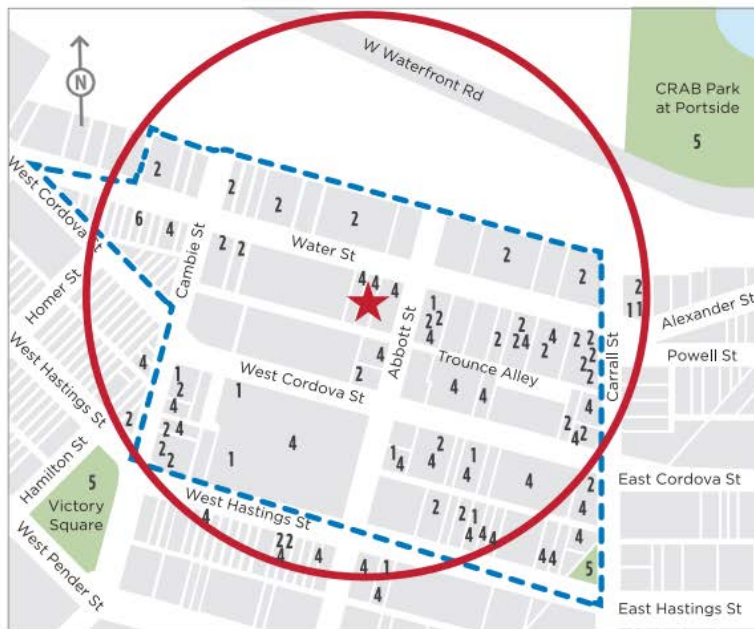 W Waterfront Rd
N
CRAB Park
at Portside
5
2
West Cordova St
2
2
2
6 4
Cambie St
2 2
Water St
2
2
4 4 4
2
1 1
Alexander St
Homer St
1
2 2
4
Abbott St
2
2 2 4
4
2
2 2
2
2 2
Carrall St
Powell St
Trounce Alley
4
2
4
West Hastings St
1
2
4
1
West Cordova St
4 4
4
2
4 2
2
2 4
2
2
1
4
1
4
2
4
1
4
4
2
East Cordova St
Hamilton St
5
Victory
Square
West Hastings St
4
2 2
4
4
4 1
4
2
2 1
4 4 4
4
4
4 4
5
West Pender St
East Hastings St